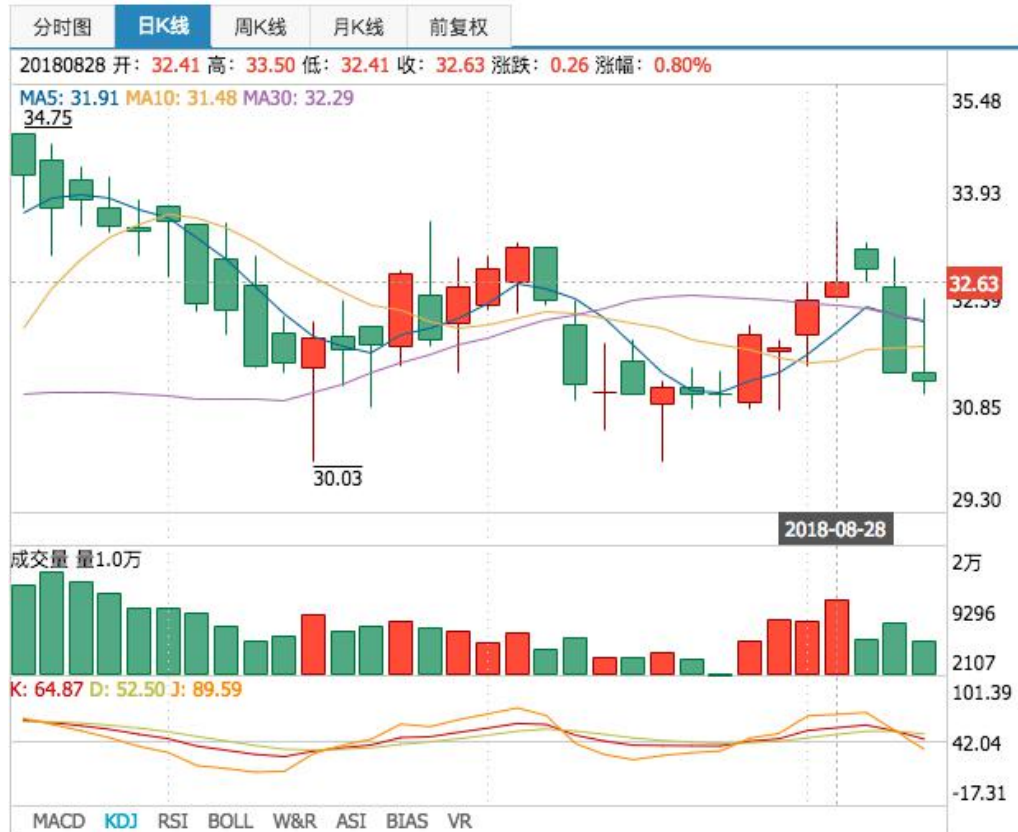 分时图 日K线 周K线 月K线 前复权
20180828 开: 32.41 高: 33.50 低: 32.41 收: 32.63 涨跌: 0.26 涨幅: 0.80%
MA5: 31.91 MA10: 31.48 MA30: 32.29
35.48
34.75
33.93
32.63
32.39
30.85
30.03
29.30
2018-08-28
成交量 量1.0万
2万
9296
2107
K: 64.87 D: 52.50 J: 89.59
101.39
42.04
-17.31
MACD KDJ RSI BOLL W&R ASI BIAS VR